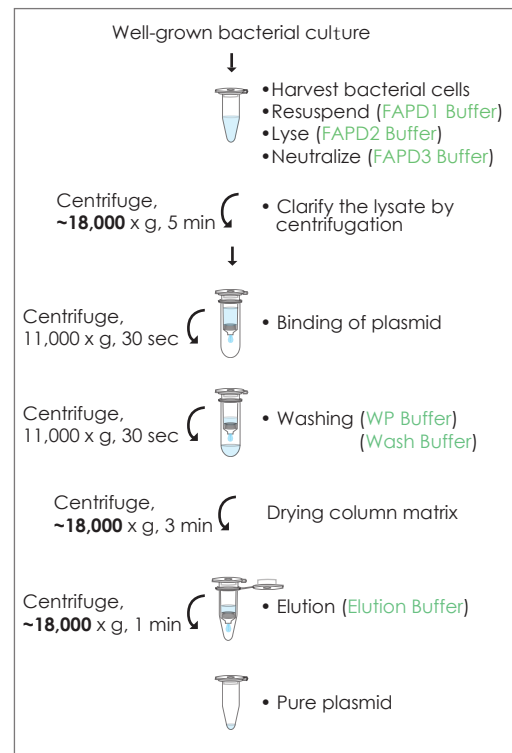 Well-grown bacterial culture
•Harvest bacterial cells
•Resuspend (FAPD1 Buffer)
•Lyse (FAPD2 Buffer)
•Neutralize (FAPD3 Buffer)
Centrifuge,
~18,000 x g, 5 min
• Clarify the lysate by
centrifugation
Centrifuge,
11,000 x g, 30 sec
• Binding of plasmid
Centrifuge,
11,000 x g, 30 sec
• Washing (WP Buffer)
(Wash Buffer)
Centrifuge,
~18,000 x g, 3 min
Drying column matrix
Centrifuge,
~18,000 x g, 1 min
• Elution (Elution Buffer)
• Pure plasmid